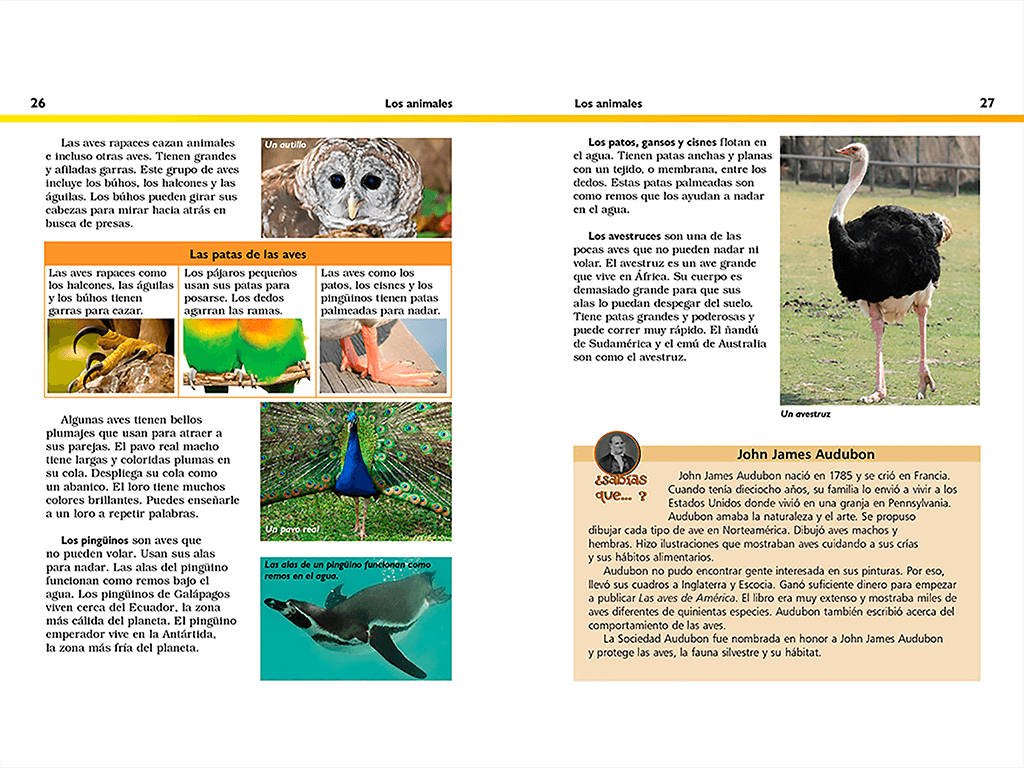 26
Los animales
Las aves rapaces cazan animales
e incluso otras aves. Tienen grandes
y afiladas garras. Este grupo de aves
incluye los búhos, los halcones y las
águilas. Los búhos pueden girar sus
cabezas para mirar hacia atrás en
busca de presas.
Un autillo
Las patas de las aves
Las aves rapaces como
los halcones, las águilas
y los búhos tienen
garras para cazar.
Los pájaros pequeños
usan sus patas para
posarse. Los dedos
agarran las ramas.
Las aves como los
patos, los cisnes y los
pingüinos tienen patas
palmeadas para nadar.
Algunas aves tienen bellos
plumajes que usan para atraer a
sus parejas. El pavo real macho
tiene largas y coloridas plumas en
su cola. Despliega su cola como
un abanico. El loro tiene muchos
colores brillantes. Puedes enseñarle
a un loro a repetir palabras.
Un pavo real
Los pingüinos son aves que
no pueden volar. Usan sus alas
para nadar. Las alas del pingüino
funcionan como remos bajo el
agua. Los pingüinos de Galápagos
viven cerca del Ecuador, la zona
más cálida del planeta. El pingüino
emperador vive en la Antártida,
la zona más fría del planeta.
Las alas de un pingüino funcionan como
remos en el agua.
Los animales
27
Los patos, gansos y cisnes flotan en
el agua. Tienen patas anchas y planas
con un tejido, o membrana, entre los
dedos. Estas patas palmeadas son
como remos que los ayudan a nadar
en el agua.
Los avestruces son una de las
pocas aves que no pueden nadar ni
volar. El avestruz es un ave grande
que vive en África. Su cuerpo es
demasiado grande para que sus
alas lo puedan despegar del suelo.
Tiene patas grandes y poderosas y
puede correr muy rápido. El ñandú
de Sudamérica y el emú de Australia
son como el avestruz.
Un avestruz
¿sabías
que... ?
John James Audubon
John James Audubon nació en 1785 y se crió en Francia.
Cuando tenía dieciocho años, su familia lo envió a vivir a los
Estados Unidos donde vivió en una granja en Pennsylvania.
Audubon amaba la naturaleza y el arte. Se propuso
dibujar cada tipo de ave en Norteamérica. Dibujó aves machos y
hembras. Hizo ilustraciones que mostraban aves cuidando a sus crías
y sus hábitos alimentarios.
Audubon no pudo encontrar gente interesada en sus pinturas. Por eso,
llevó sus cuadros a Inglaterra y Escocia. Ganó suficiente dinero para empezar
a publicar Las aves de América. El libro era muy extenso y mostraba miles de
aves diferentes de quinientas especies. Audubon también escribió acerca del
comportamiento de las aves.
La Sociedad Audubon fue nombrada en honor a John James Audubon
y protege las aves, la fauna silvestre y su hábitat.